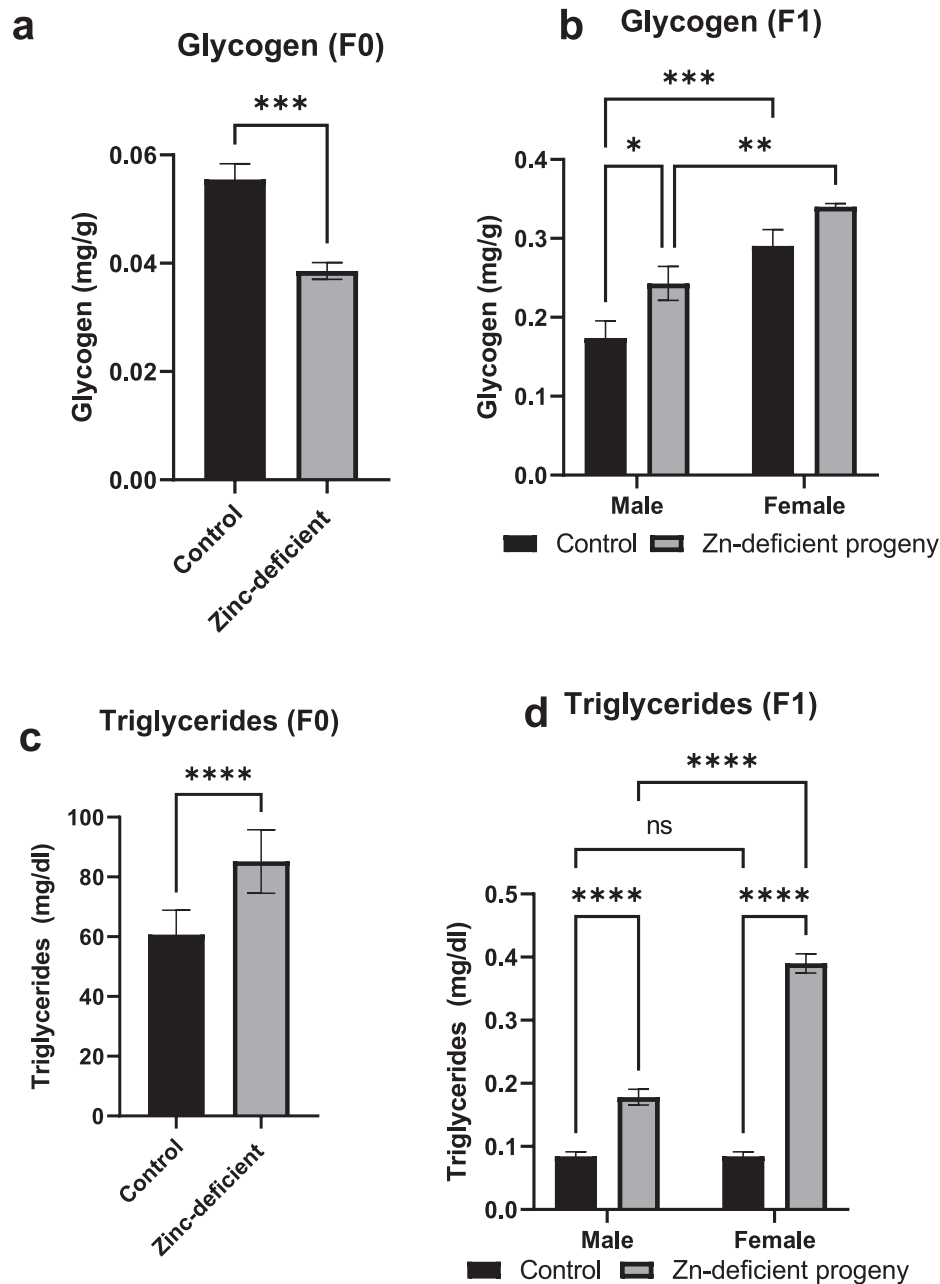 a
Glycogen (F0)
***
Glycogen (mg/g)
0.06
0.04
0.02
0.00
Control
Zinc-deficient
b
Glycogen (F1)
***
*
**
Glycogen (mg/g)
0.4
0.3
0.2
0.1
0.0
Male
Female
Control
Zn-deficient progeny
c
Triglycerides (F0)
****
Triglycerides (mg/dl)
100
80
60
40
20
0
Control
Zinc-deficient
d
Triglycerides (F1)
****
ns
****
****
Triglycerides (mg/dl)
0.5
0.4
0.3
0.2
0.1
0.0
Male
Female
Control
Zn-deficient progeny